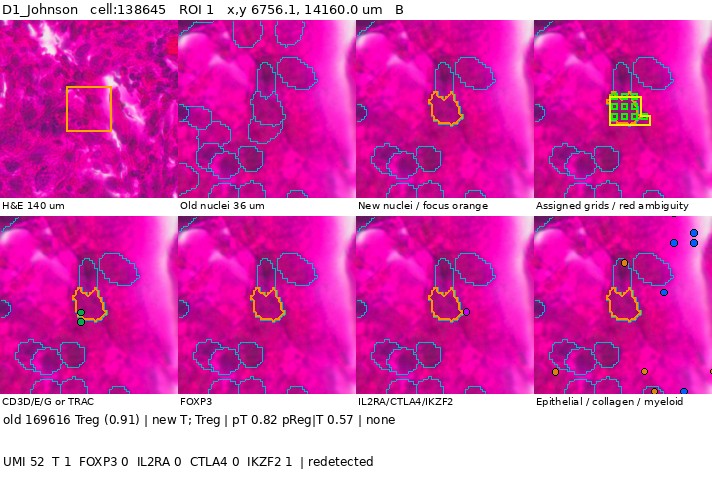 D1_Johnson   cell:138645   ROI 1   x,y 6756.1, 14160.0 um   B
H&E 140 um
Old nuclei 36 um
New nuclei / focus orange
Assigned grids / red ambiguity
CD3D/E/G or TRAC
FOXP3
IL2RA/CTLA4/IKZF2
Epithelial / collagen / myeloid
old 169616 Treg (0.91) | new T; Treg | pT 0.82 pReg|T 0.57 | none
UMI 52  T 1  FOXP3 0  IL2RA 0  CTLA4 0  IKZF2 1  | redetected